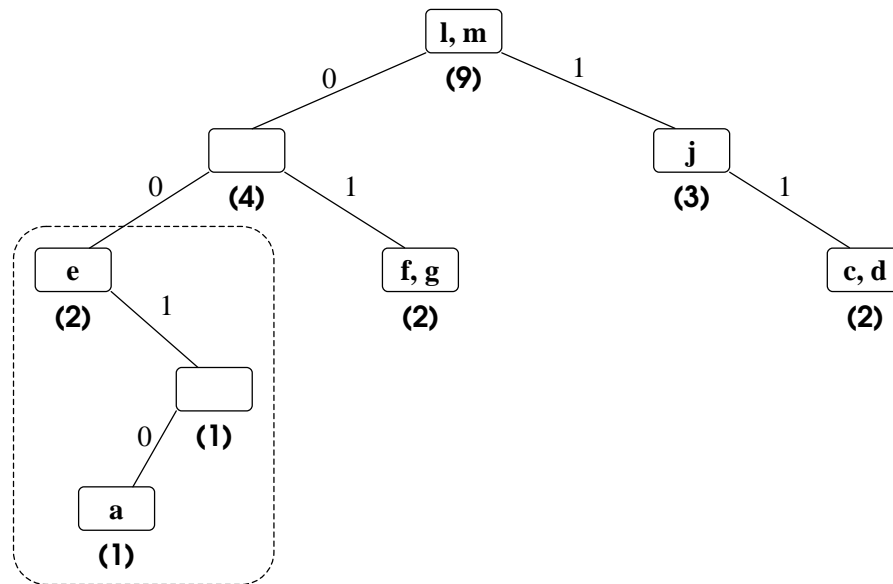 l, m
0
(9)
1
j
0
(4)
1
(3)
1
e
f, g
c, d
(2)
1
(2)
(2)
0
(1)
a
(1)